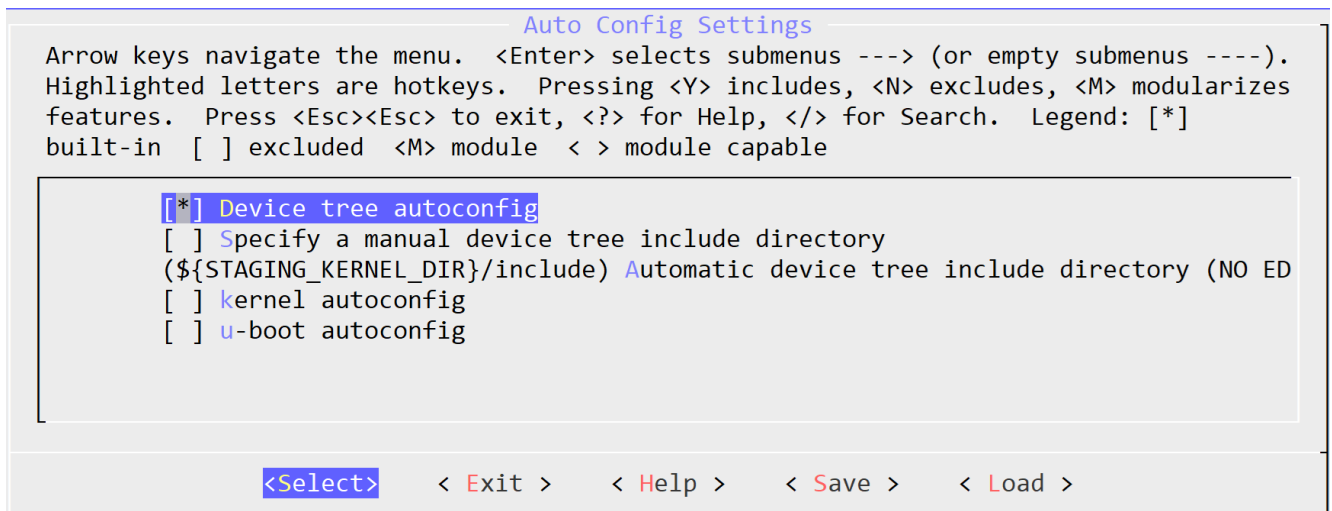 Auto Config Settings
Arrow keys navigate the menu.  <Enter> selects submenus ---> (or empty submenus ----).
Highlighted letters are hotkeys.  Pressing <Y> includes, <N> excludes, <M> modularizes
features.  Press <Esc><Esc> to exit, <?> for Help, </> for Search.  Legend: [*]
built-in  [ ] excluded  <M> module  < > module capable
[*] Device tree autoconfig
[ ] Specify a manual device tree include directory
(${STAGING_KERNEL_DIR}/include) Automatic device tree include directory (NO ED
[ ] kernel autoconfig
[ ] u-boot autoconfig
<Select>    < Exit >    < Help >    < Save >    < Load >